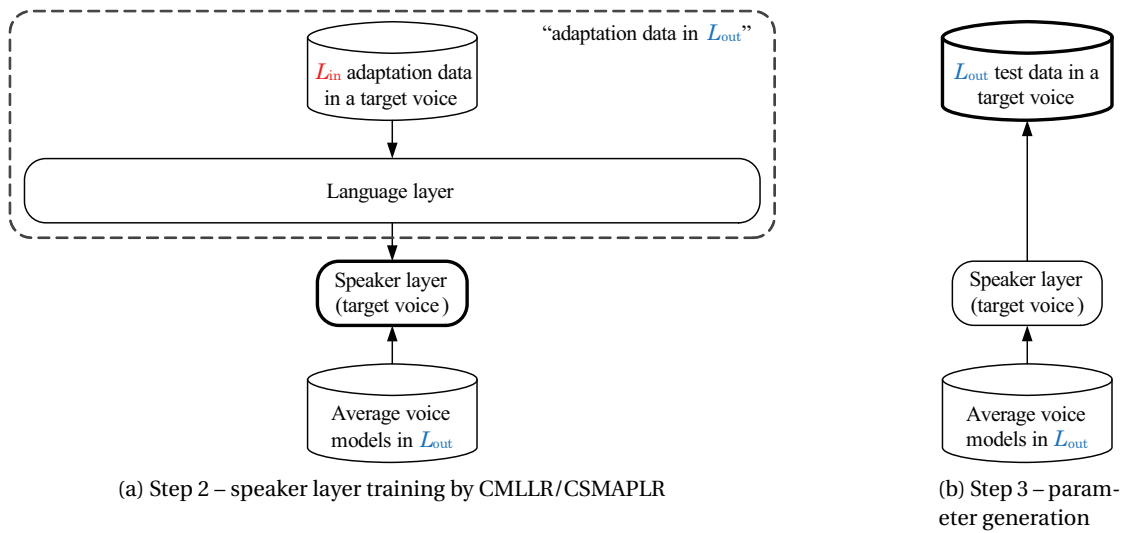 “adaptation data in Lout”
Lin adaptation data
in a target voice
Language layer
Speaker layer
(target voice)
Average voice
models in Lout
(a) Step 2 – speaker layer training by CMLLR/CSMAPLR
Lout test data in a
target voice
Speaker layer
(target voice)
Average voice
models in Lout
(b) Step 3 – param-
eter generation